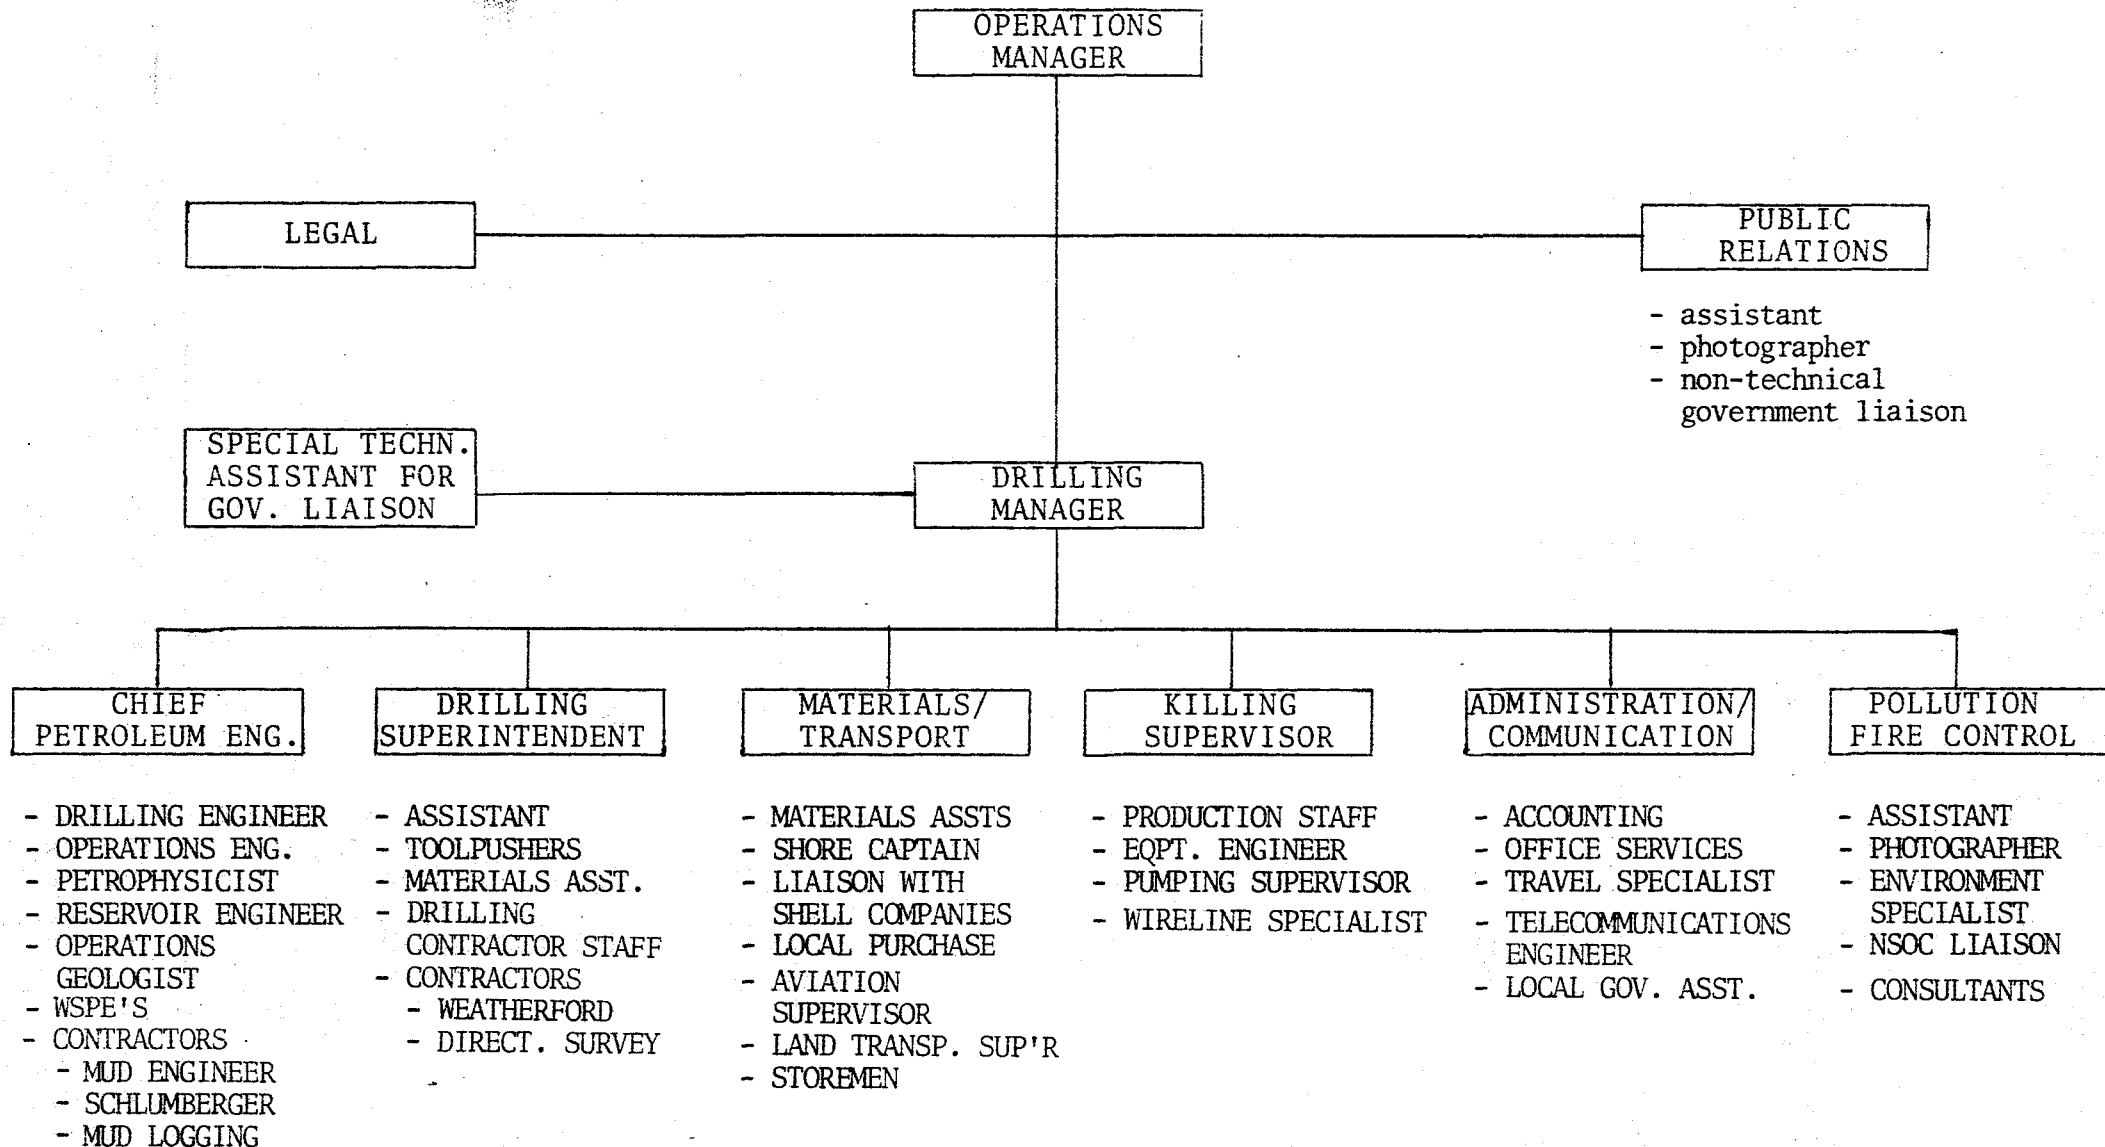 OPERATIONS
MANAGER
LEGAL
PUBLIC
RELATIONS
- assistant
- photographer
- non-technical
government liaison
SPECIAL TECHN.
ASSISTANT FOR
GOV. LIAISON
DRILLING
MANAGER
CHIEF
PETROLEUM ENG.
- DRILLING ENGINEER
- OPERATIONS ENG.
- PETROPHYSICIST
- RESERVOIR ENGINEER
- OPERATIONS
GEOLOGIST
- WSPE'S
- CONTRACTORS
- MUD ENGINEER
- SCHLUMBERGER
- MUD LOGGING
DRILLING
SUPERINTENDENT
- ASSISTANT
- TOOLPUSHERS
- MATERIALS ASST.
- DRILLING
CONTRACTOR STAFF
- CONTRACTORS
- WEATHERFORD
- DIRECT. SURVEY
MATERIALS/
TRANSPORT
- MATERIALS ASSTS
- SHORE CAPTAIN
- LIAISON WITH
SHELL COMPANIES
- LOCAL PURCHASE
- AVIATION
SUPERVISOR
- LAND TRANSP. SUP'R
- STOREMEN
KILLING
SUPERVISOR
- PRODUCTION STAFF
- EQPT. ENGINEER
- PUMPING SUPERVISOR
- WIRELINE SPECIALIST
ADMINISTRATION/
COMMUNICATION
- ACCOUNTING
- OFFICE SERVICES
- TRAVEL SPECIALIST
- TELECOMMUNICATIONS
ENGINEER
- LOCAL GOV. ASST.
POLLUTION
FIRE CONTROL
- ASSISTANT
- PHOTOGRAPHER
- ENVIRONMENT
SPECIALIST
- NSOC LIAISON
- CONSULTANTS